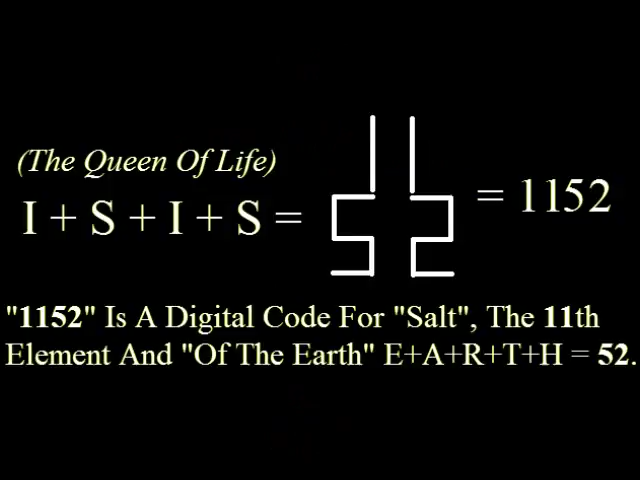 (The Queen Of Life)
I + S + I + S = = 1152
"1152" Is A Digital Code For "Salt", The 11th
Element And "Of The Earth" E+A+R+T+H = 52.